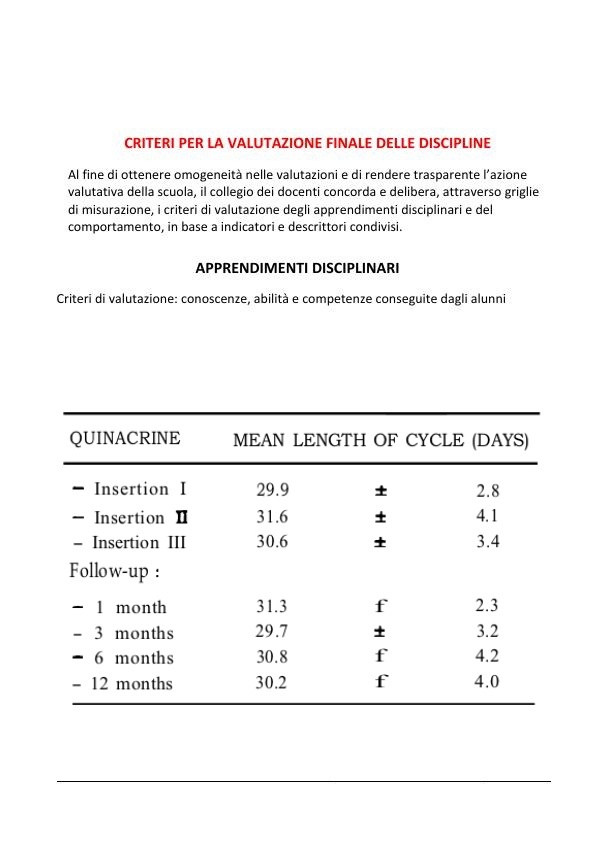 CRITERI PER LA VALUTAZIONE FINALE DELLE DISCIPLINE
Al fine di ottenere omogeneità nelle valutazioni e di rendere trasparente l’azione
valutativa della scuola, il collegio dei docenti concorda e delibera, attraverso griglie
di misurazione, i criteri di valutazione degli apprendimenti disciplinari e del
comportamento, in base a indicatori e descrittori condivisi.
APPRENDIMENTI DISCIPLINARI
Criteri di valutazione: conoscenze, abilità e competenze conseguite dagli alunni
QUINACRINE MEAN LENGTH OF CYCLE (DAYS)
– Insertion I 29.9 ± 2.8
– Insertion II 31.6 ± 4.1
– Insertion III 30.6 ± 3.4
Follow-up :
– 1 month 31.3 f 2.3
– 3 months 29.7 ± 3.2
– 6 months 30.8 f 4.2
– 12 months 30.2 f 4.0